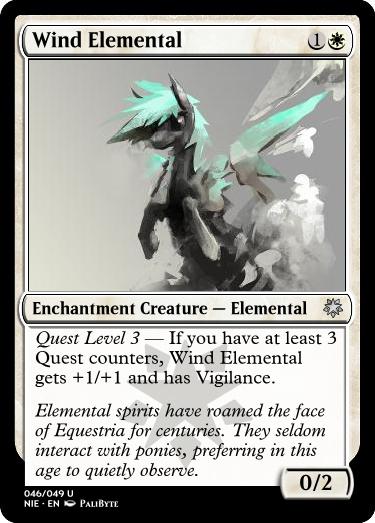 Wind Elemental 1
Enchantment Creature — Elemental
Quest Level 3 — If you have at least 3
Quest counters, Wind Elemental
gets +1/+1 and has Vigilance.
Elemental spirits have roamed the face
of Equestria for centuries. They seldom
interact with ponies, preferring in this
age to quietly observe.
0/2
046/049 U
NIE • EN PaliByte